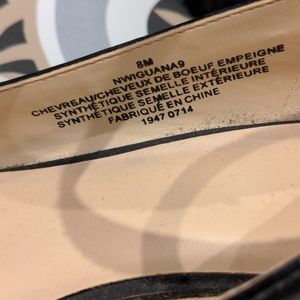 8M
NWIGUANA9
CHEVREAU/CHEVEUX DE BOEUF EMPEIGNE
SYNTHÉTIQUE SEMELLE INTÉRIEURE
SYNTHÉTIQUE SEMELLE EXTÉRIEURE
FABRIQUÉ EN CHINE
1947 0714